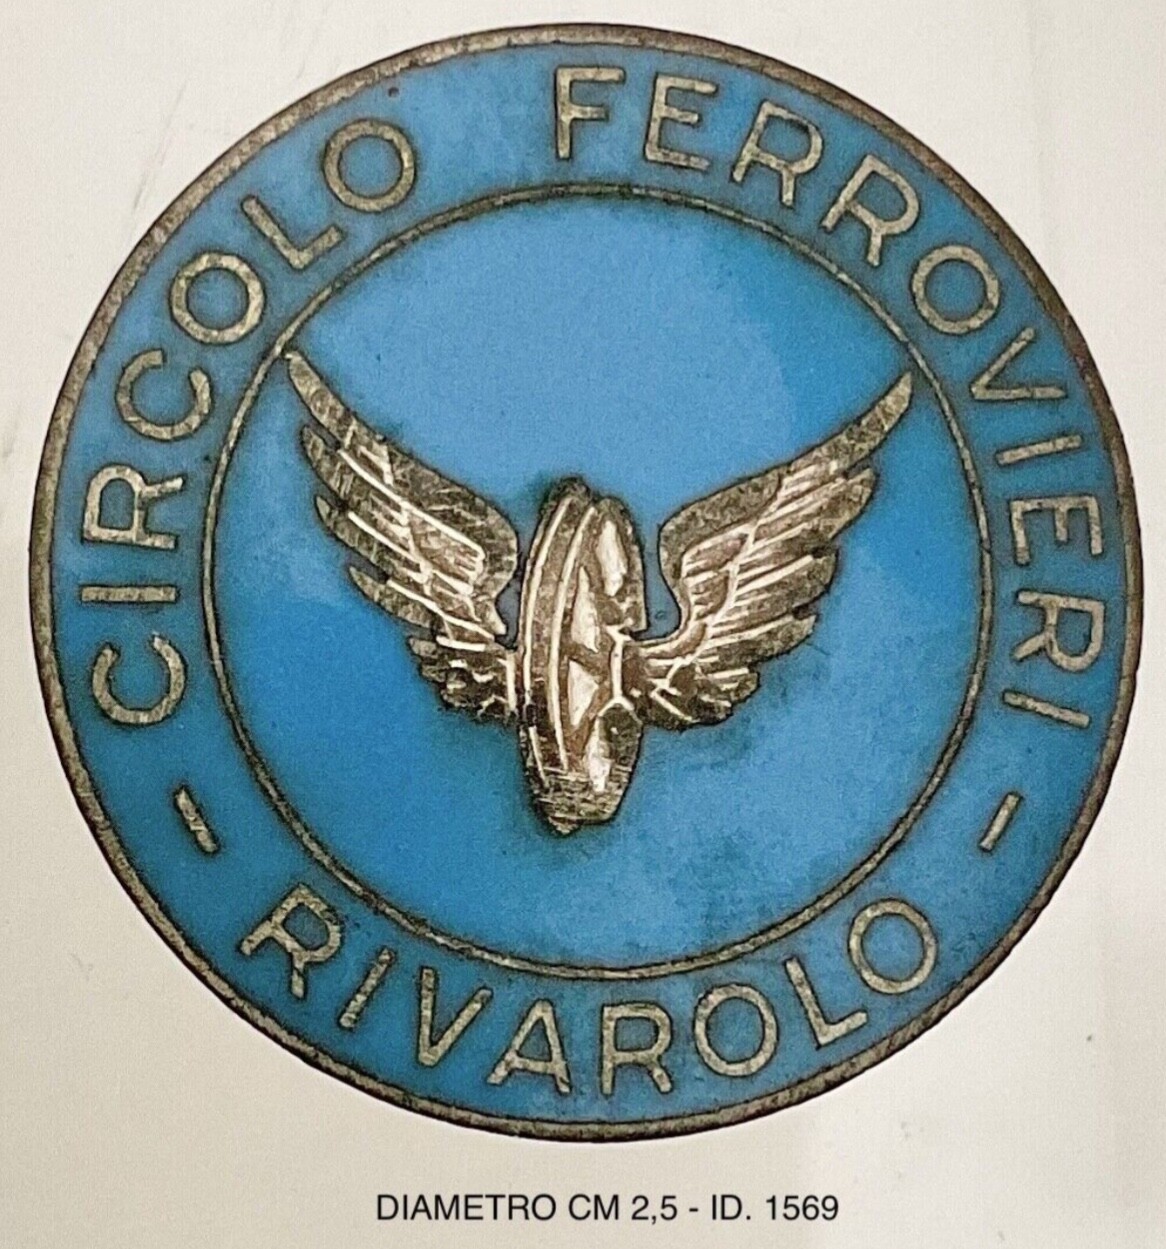 CIRCOLO FERROVIERI
- RIVAROLO -
DIAMETRO CM 2,5 - ID. 1569